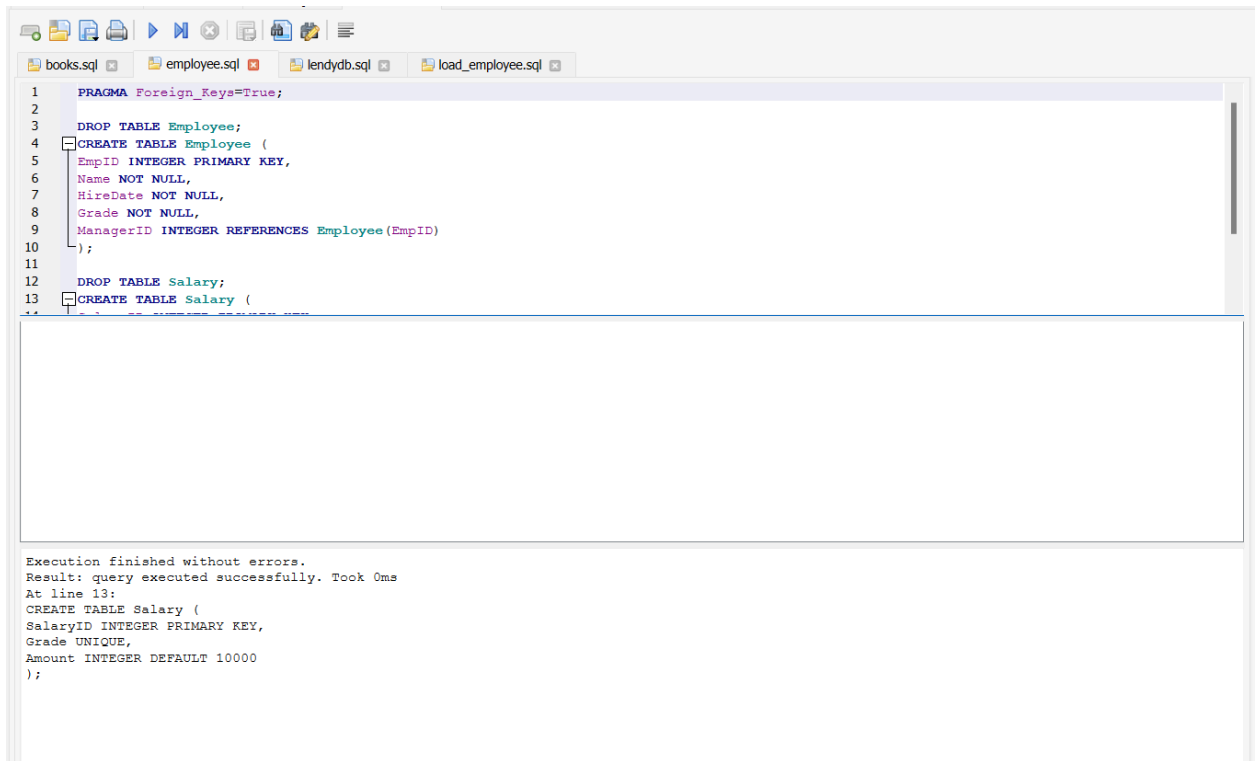 books.sql
employee.sql
lendydb.sql
load_employee.sql
1 PRAGMA Foreign_Keys=True;
2
3 DROP TABLE Employee;
4 CREATE TABLE Employee (
5 EmpID INTEGER PRIMARY KEY,
6 Name NOT NULL,
7 HireDate NOT NULL,
8 Grade NOT NULL,
9 ManagerID INTEGER REFERENCES Employee(EmpID)
10 );
11
12 DROP TABLE Salary;
13 CREATE TABLE Salary (
Execution finished without errors.
Result: query executed successfully. Took 0ms
At line 13:
CREATE TABLE Salary (
SalaryID INTEGER PRIMARY KEY,
Grade UNIQUE,
Amount INTEGER DEFAULT 10000
);